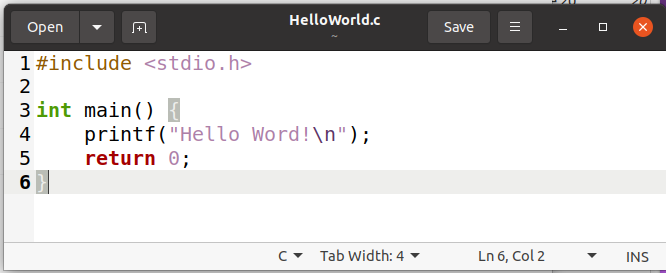 Open
HelloWorld.c
~
Save
1 #include <stdio.h>
2
3 int main() {
4     printf("Hello Word!\n");
5     return 0;
6 }
C
Tab Width: 4
Ln 6, Col 2
INS